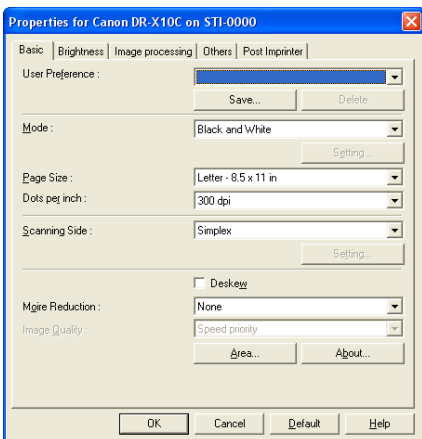 Properties for Canon DR-X10C on STI-0000
Basic Brightness Image processing Others Post Imprinter
User Preference :
Save... Delete
Mode : Black and White
Setting...
Page Size : Letter - 8.5 x 11 in
Dots per inch : 300 dpi
Scanning Side : Simplex
Setting...
Deskew
Moire Reduction : None
Image Quality : Speed priority
Area... About...
OK Cancel Default Help